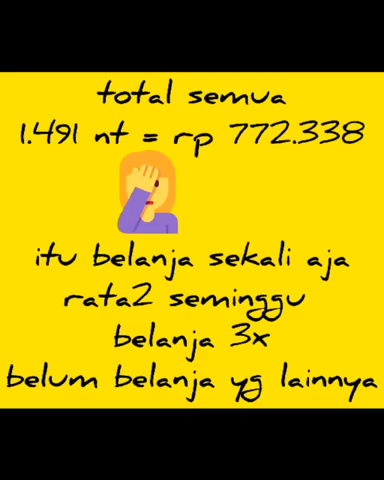 total semua
1.491 nt = rp 772.338
itu belanja sekali aja
rata2 seminggu
belanja 3x
belum belanja yg lainnya